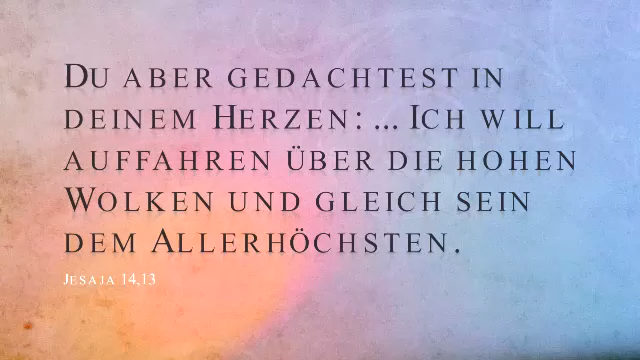 Du aber gedachtest in
deinem Herzen: ... Ich will
auffahren über die hohen
Wolken und gleich sein
dem Allerhöchsten.
Jesaja 14,13